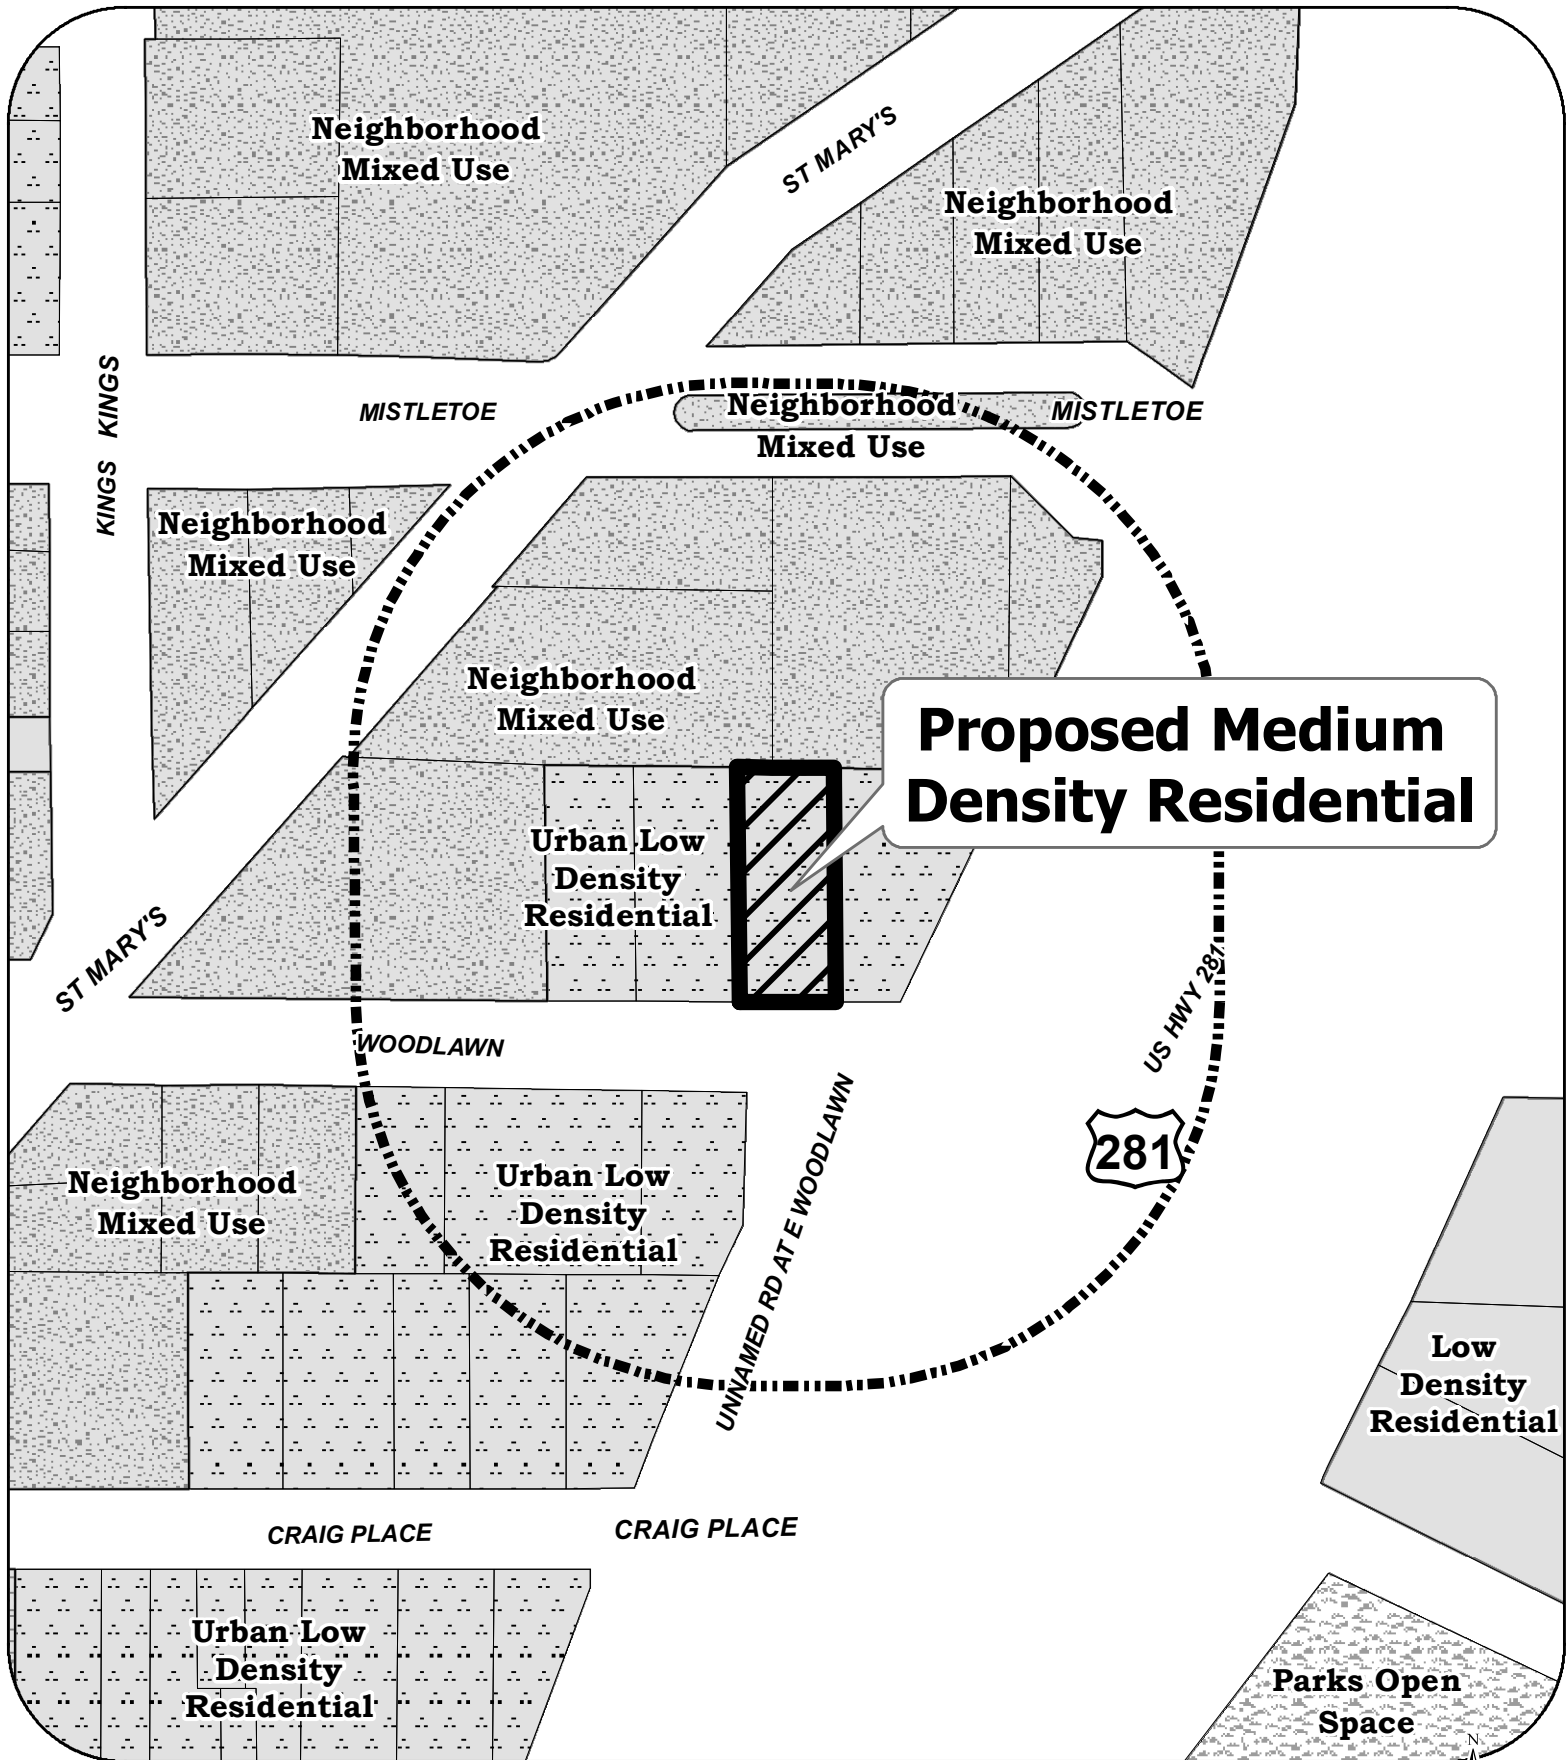 Neighborhood
Mixed Use
ST MARY'S
Neighborhood
Mixed Use
KINGS
MISTLETOE
Neighborhood
Mixed Use
MISTLETOE
KINGS
Neighborhood
Mixed Use
Neighborhood
Mixed Use
Proposed Medium
Density Residential
Urban Low
Density
Residential
ST MARY'S
US HWY 281
WOODLAWN
281
UNNAMED RD AT E WOODLAWN
Neighborhood
Mixed Use
Urban Low
Density
Residential
Low
Density
Residential
CRAIG PLACE
CRAIG PLACE
Urban Low
Density
Residential
Parks Open
Space
N